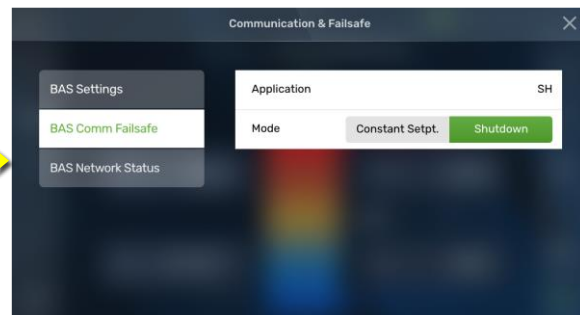 Communication & Failsafe
BAS Settings
BAS Comm Failsafe
BAS Network Status
Application SH
Mode Constant Setpt. Shutdown